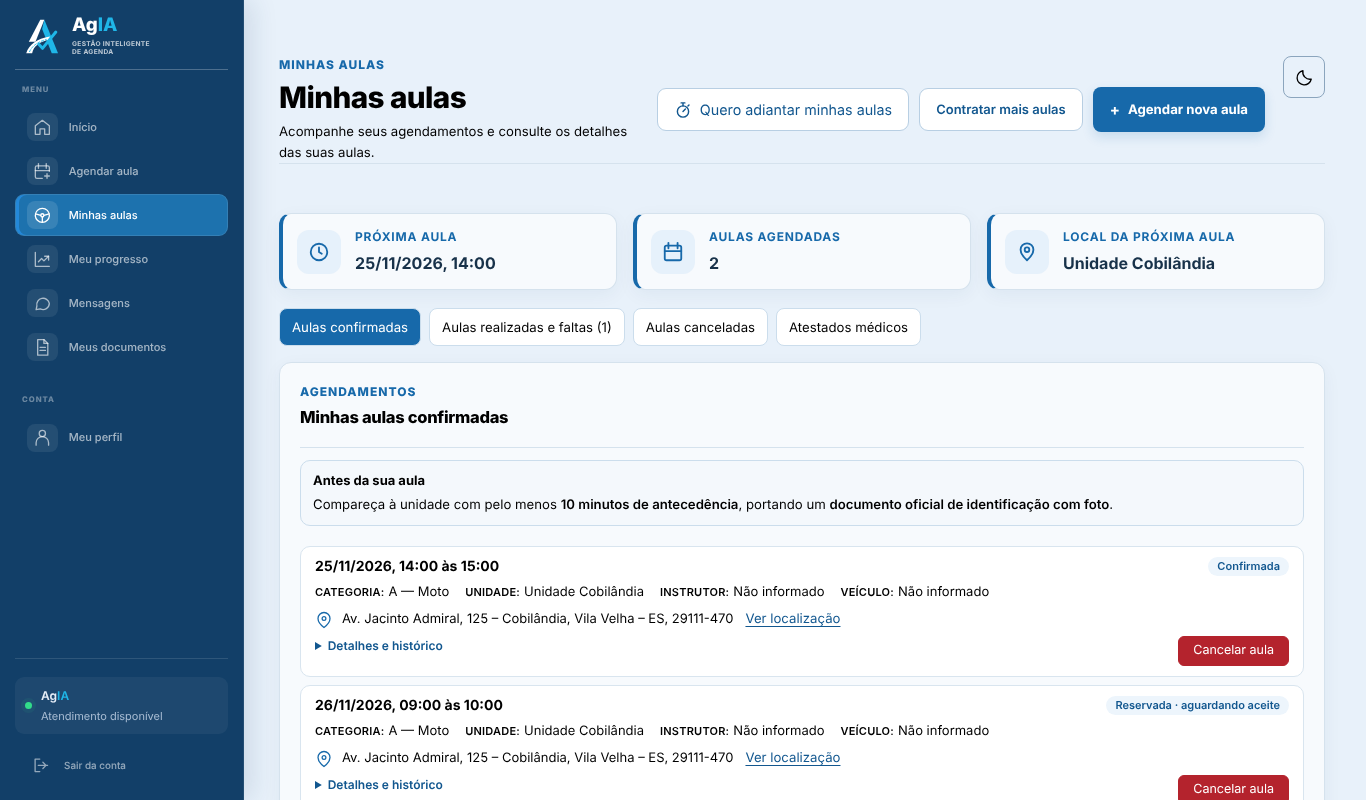 AgIA
GESTÃO INTELIGENTE
DE AGENDA
MENU
Início
Agendar aula
Minhas aulas
Meu progresso
Mensagens
Meus documentos
CONTA
Meu perfil
AgIA
Atendimento disponível
Sair da conta
MINHAS AULAS
Minhas aulas
Acompanhe seus agendamentos e consulte os detalhes
das suas aulas.
Quero adiantar minhas aulas
Contratar mais aulas
+ Agendar nova aula
PRÓXIMA AULA
25/11/2026, 14:00
AULAS AGENDADAS
2
LOCAL DA PRÓXIMA AULA
Unidade Cobilândia
Aulas confirmadas
Aulas realizadas e faltas (1)
Aulas canceladas
Atestados médicos
AGENDAMENTOS
Minhas aulas confirmadas
Antes da sua aula
Compareça à unidade com pelo menos 10 minutos de antecedência, portando um documento oficial de identificação com foto.
25/11/2026, 14:00 às 15:00
Confirmada
CATEGORIA: A — Moto UNIDADE: Unidade Cobilândia INSTRUTOR: Não informado VEÍCULO: Não informado
Av. Jacinto Admiral, 125 – Cobilândia, Vila Velha – ES, 29111-470 Ver localização
Detalhes e histórico
Cancelar aula
26/11/2026, 09:00 às 10:00
Reservada · aguardando aceite
CATEGORIA: A — Moto UNIDADE: Unidade Cobilândia INSTRUTOR: Não informado VEÍCULO: Não informado
Av. Jacinto Admiral, 125 – Cobilândia, Vila Velha – ES, 29111-470 Ver localização
Detalhes e histórico
Cancelar aula